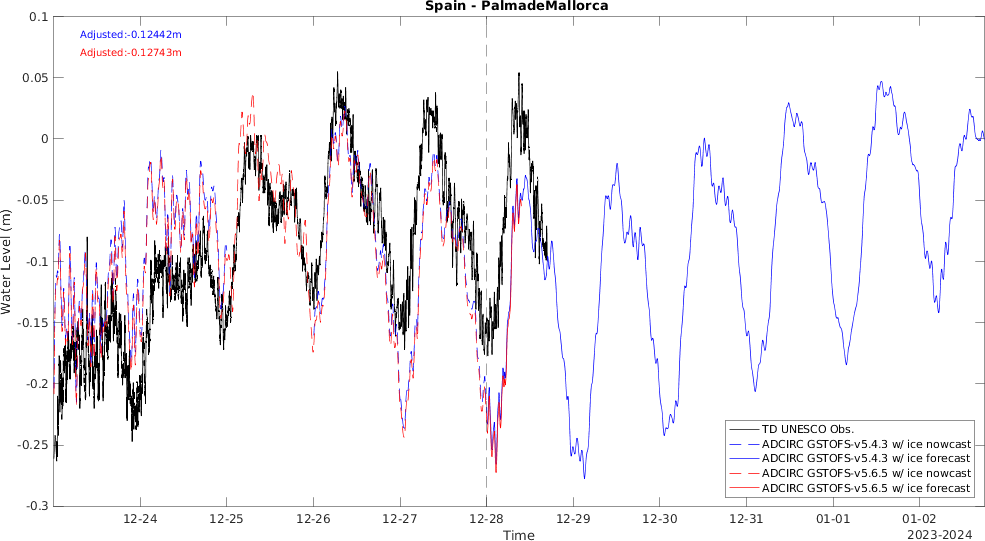 Spain - PalmadeMallorca
Adjusted:-0.12442m
Adjusted:-0.12743m
0.1
0.05
0
-0.05
-0.1
-0.15
-0.2
-0.25
-0.3
Water Level (m)
12-24 12-25 12-26 12-27 12-28 12-29 12-30 12-31 01-01 01-02
Time
2023-2024
TD UNESCO Obs.
ADCIRC GSTOFS-v5.4.3 w/ ice nowcast
ADCIRC GSTOFS-v5.4.3 w/ ice forecast
ADCIRC GSTOFS-v5.6.5 w/ ice nowcast
ADCIRC GSTOFS-v5.6.5 w/ ice forecast